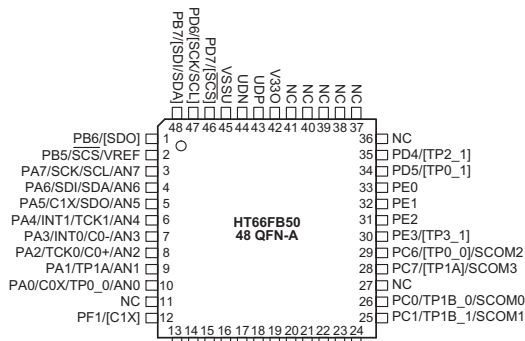 PB7/[SDI/SDA]
PD6/[SCK/SCL]
PD7/[SCS]
VSSU
UDN
UDP
V33O
NC
NC
NC
NC
NC
48 47 46 45 44 43 42 41 40 39 38 37
PB6/[SDO] 1
PB5/SCS/VREF 2
PA7/SCK/SCL/AN7 3
PA6/SDI/SDA/AN6 4
PA5/C1X/SDO/AN5 5
PA4/INT1/TCK1/AN4 6
PA3/INT0/C0-/AN3 7
PA2/TCK0/C0+/AN2 8
PA1/TP1A/AN1 9
PA0/C0X/TP0_0/AN0 10
NC 11
PF1/[C1X] 12
HT66FB50
48 QFN-A
36 NC
35 PD4/[TP2_1]
34 PD5/[TP0_1]
33 PE0
32 PE1
31 PE2
30 PE3/[TP3_1]
29 PC6/[TP0_0]/SCOM2
28 PC7/[TP1A]/SCOM3
27 NC
26 PC0/TP1B_0/SCOM0
25 PC1/TP1B_1/SCOM1
13 14 15 16 17 18 19 20 21 22 23 24